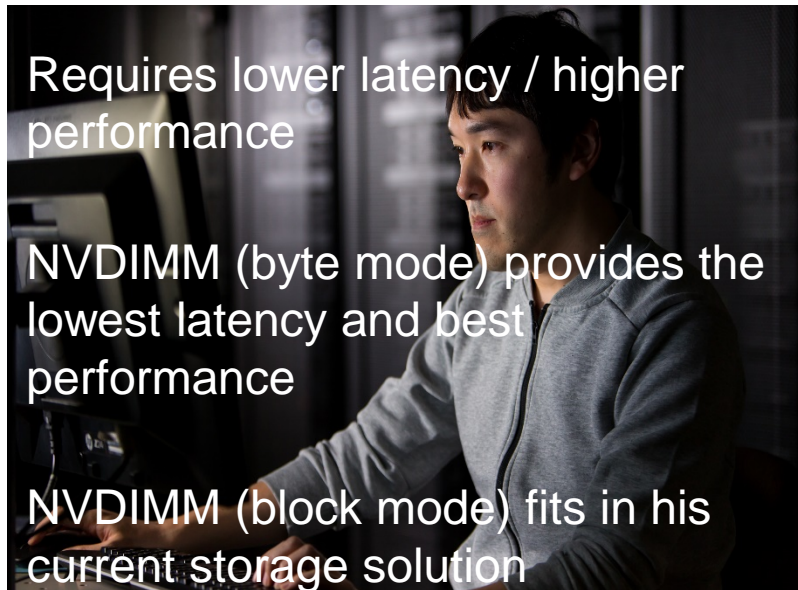 Requires lower latency / higher
performance
NVDIMM (byte mode) provides the
lowest latency and best
performance
NVDIMM (block mode) fits in his
current storage solution